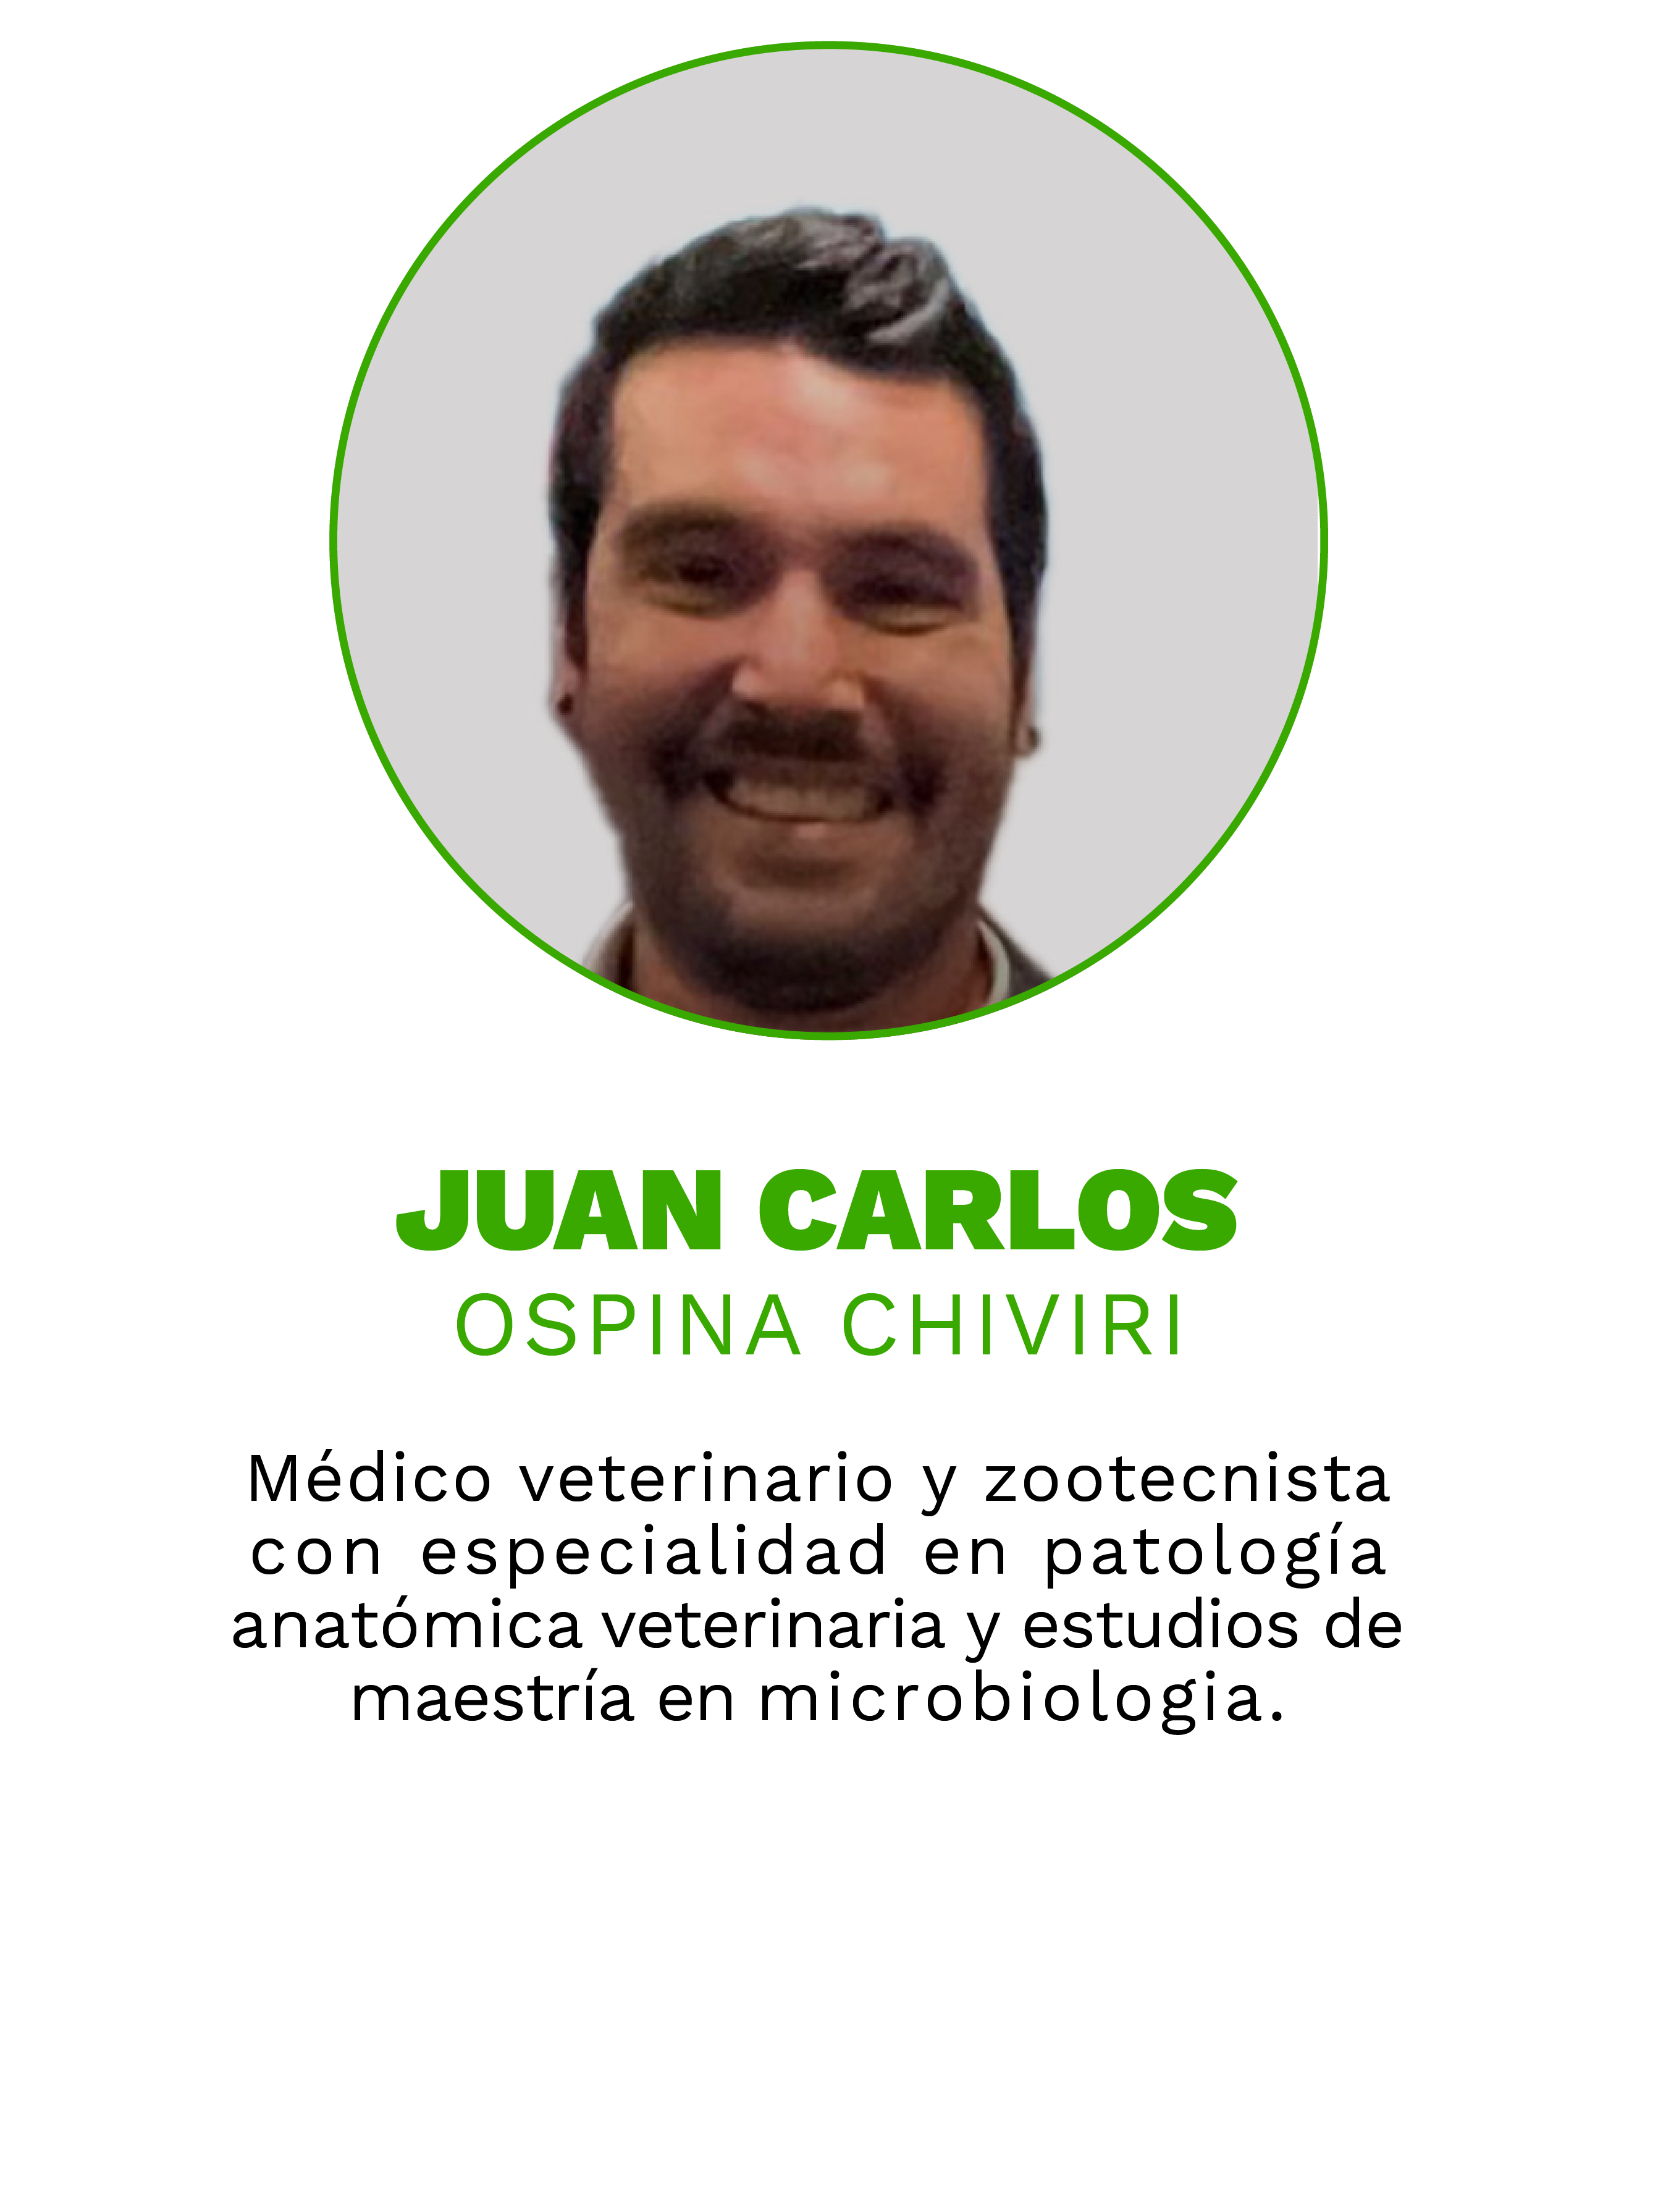 JUAN CARLOS
OSPINA CHIVIRI
Médico veterinario y zootecnista
con especialidad en patología
anatómica veterinaria y estudios de
maestría en microbiologia.